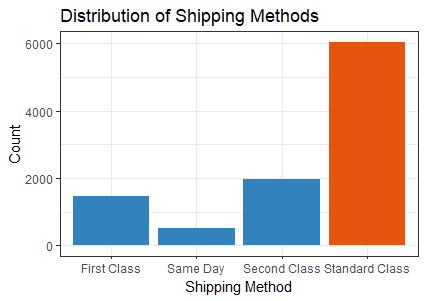 Distribution of Shipping Methods
6000
4000
2000
0
Count
First Class Same Day Second Class Standard Class
Shipping Method